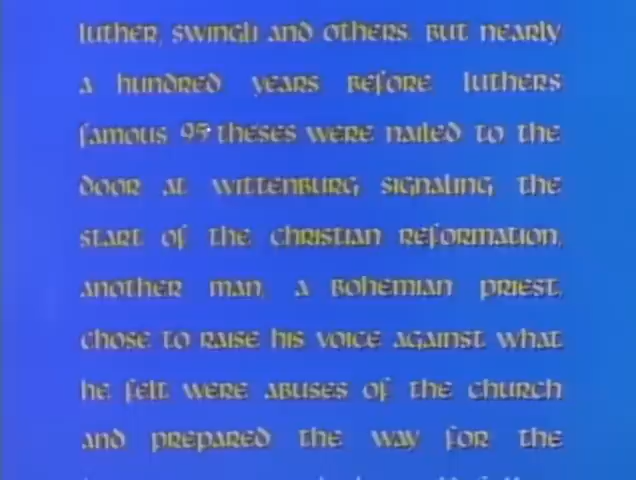 luther, swingli and others. But nearly
a hundred years before luthers
famous 95 theses were nailed to the
door at wittenburg signaling the
start of the christian reformation,
another man, a Bohemian priest,
chose to raise his voice against what
he felt were abuses of the church
and prepared the way for the